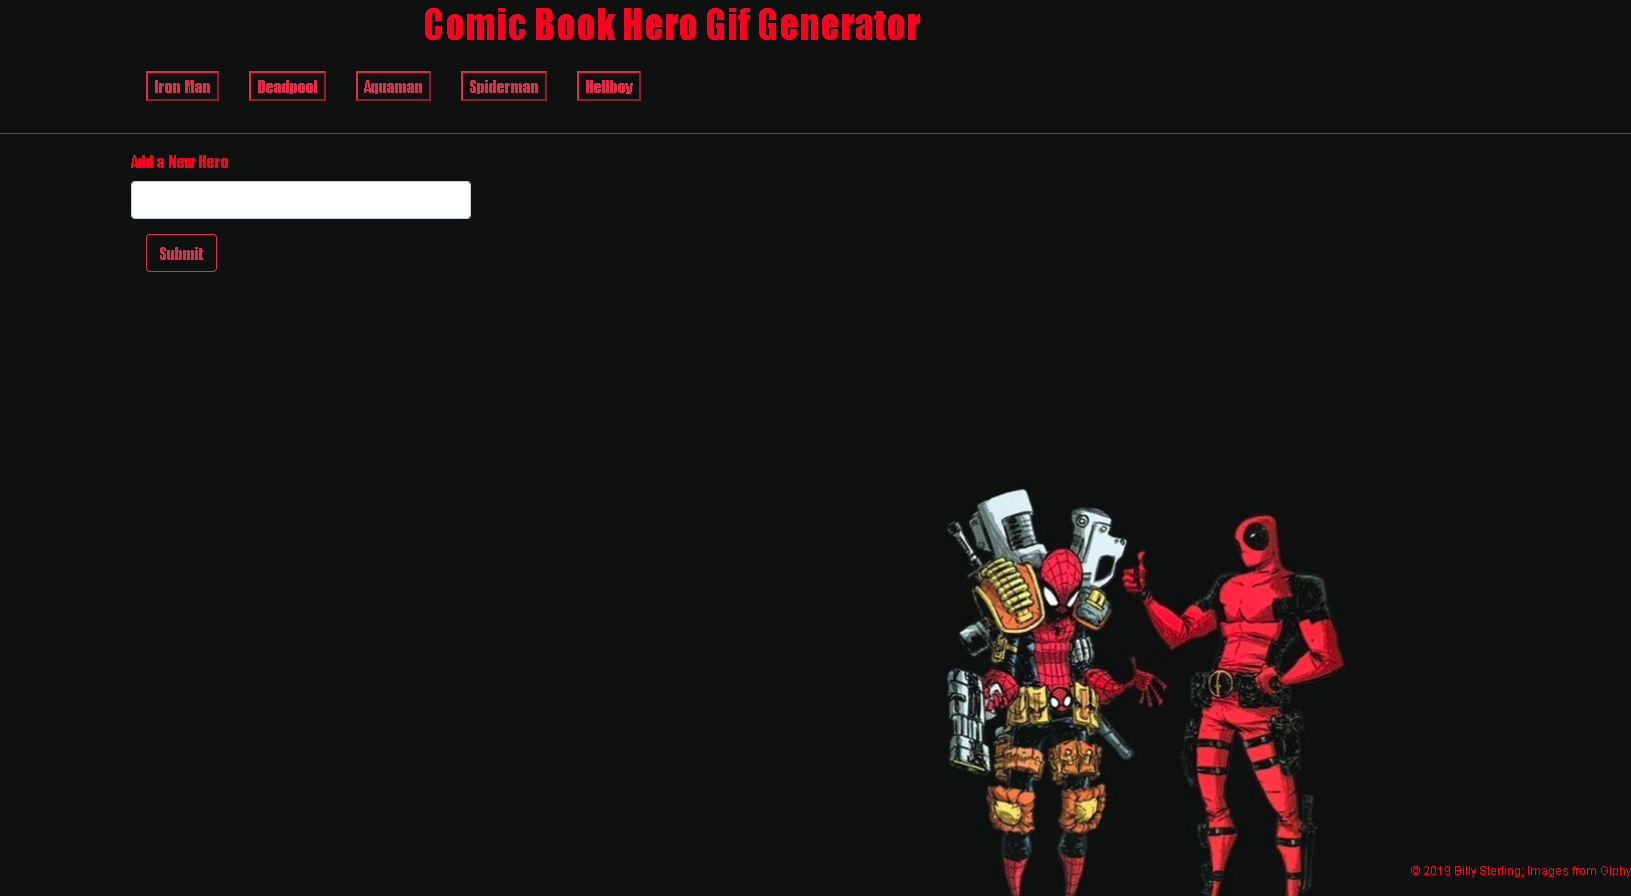 Comic Book Hero Gif Generator
Iron Man Deadpool Aquaman Spiderman Hellboy
Add a New Hero
Submit
© 2019 Billy Sterling; Images from Giphy